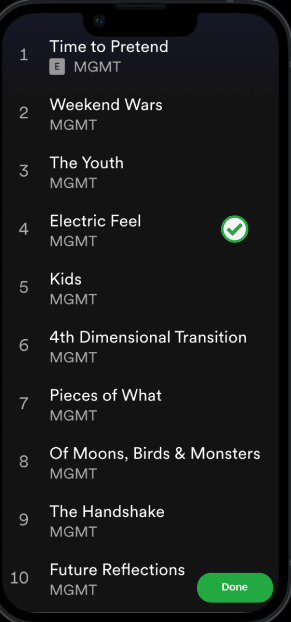 1
Time to Pretend
E MGMT
2
Weekend Wars
MGMT
3
The Youth
MGMT
4
Electric Feel
MGMT
5
Kids
MGMT
6
4th Dimensional Transition
MGMT
7
Pieces of What
MGMT
8
Of Moons, Birds & Monsters
MGMT
9
The Handshake
MGMT
10
Future Reflections
MGMT
Done